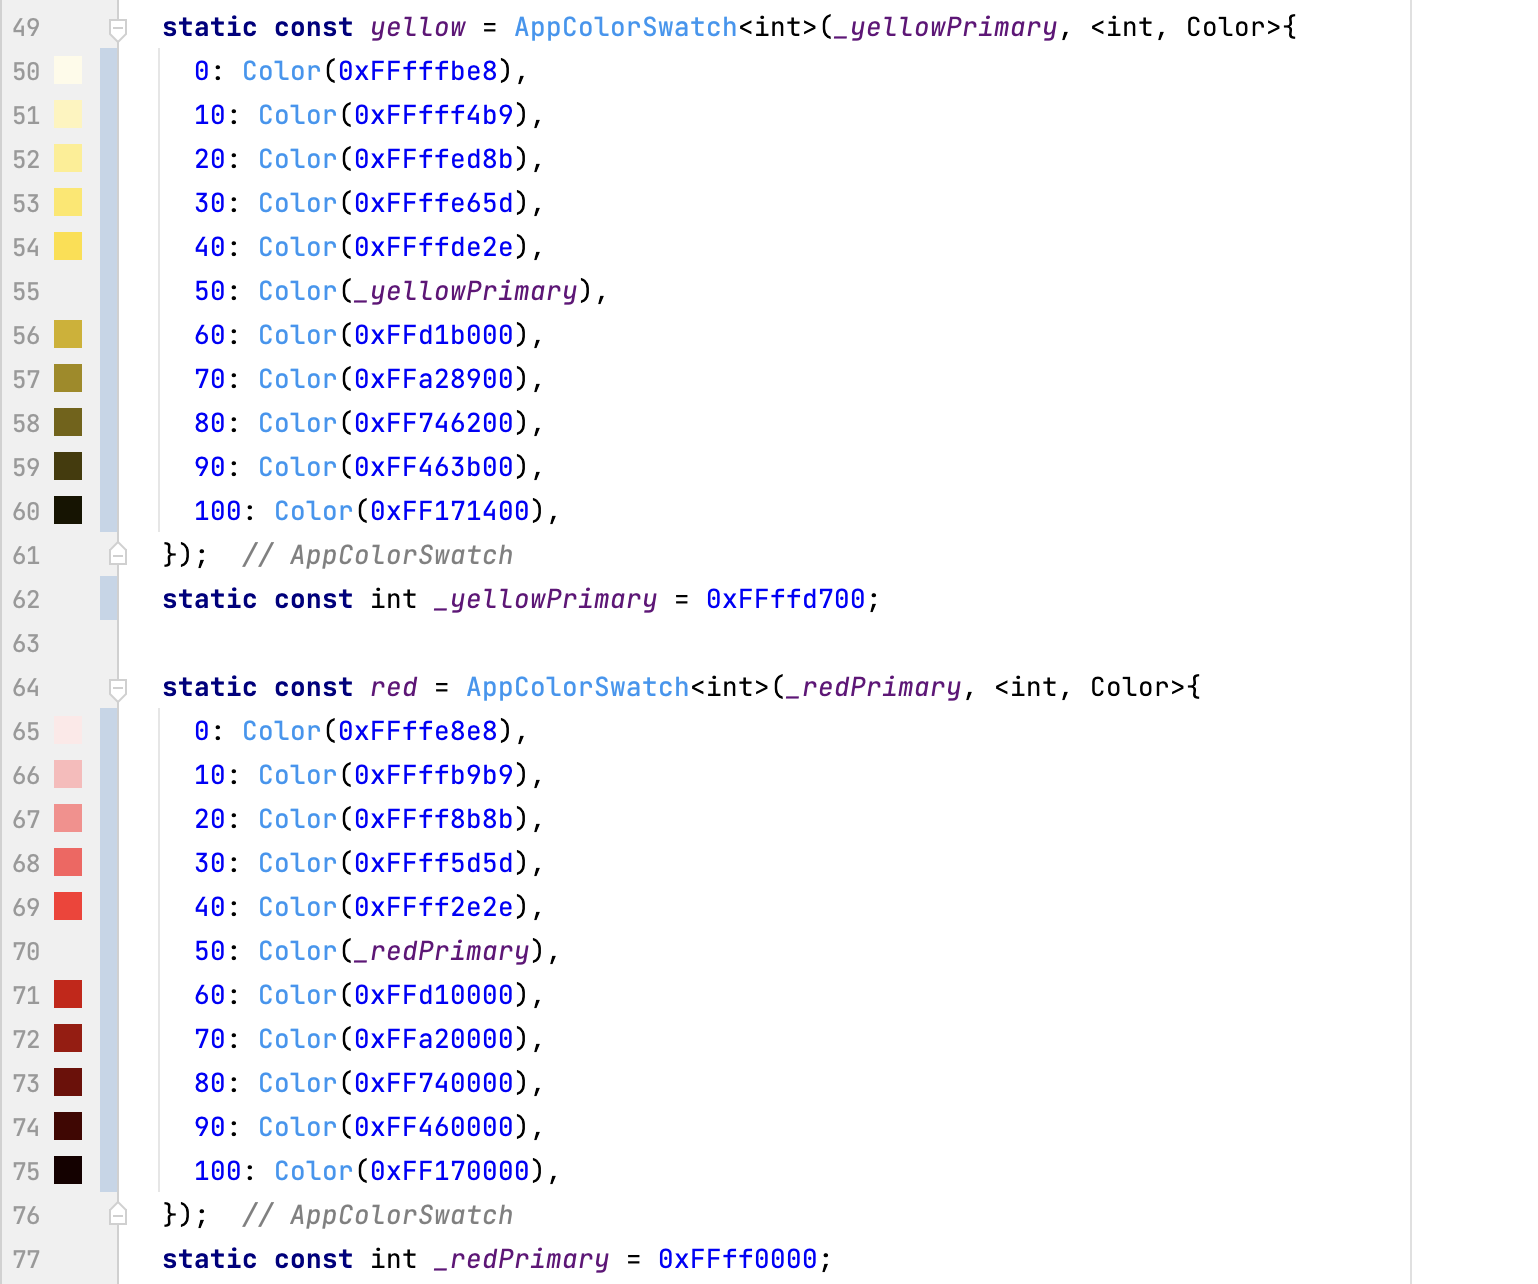 49 static const yellow = AppColorSwatch<int>(_yellowPrimary, <int, Color>{
50 0: Color(0xFFfffbe8),
51 10: Color(0xFFfff4b9),
52 20: Color(0xFFffed8b),
53 30: Color(0xFFffe65d),
54 40: Color(0xFFffde2e),
55 50: Color(_yellowPrimary),
56 60: Color(0xFFd1b000),
57 70: Color(0xFFa28900),
58 80: Color(0xFF746200),
59 90: Color(0xFF463b00),
60 100: Color(0xFF171400),
61 }); // AppColorSwatch
62 static const int _yellowPrimary = 0xFFffd700;
63
64 static const red = AppColorSwatch<int>(_redPrimary, <int, Color>{
65 0: Color(0xFFffe8e8),
66 10: Color(0xFFffb9b9),
67 20: Color(0xFFff8b8b),
68 30: Color(0xFFff5d5d),
69 40: Color(0xFFff2e2e),
70 50: Color(_redPrimary),
71 60: Color(0xFFd10000),
72 70: Color(0xFFa20000),
73 80: Color(0xFF740000),
74 90: Color(0xFF460000),
75 100: Color(0xFF170000),
76 }); // AppColorSwatch
77 static const int _redPrimary = 0xFFff0000;